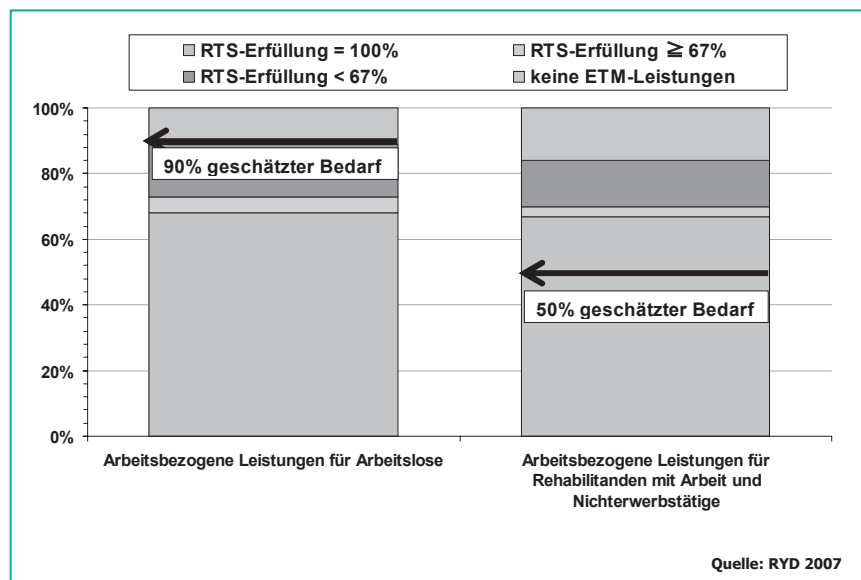 RTS-Erfüllung = 100% RTS-Erfüllung ≧ 67%
RTS-Erfüllung < 67% keine ETM-Leistungen
100%
90% geschätzter Bedarf
80%
60%
50% geschätzter Bedarf
40%
20%
0%
Arbeitsbezogene Leistungen für Arbeitslose
Arbeitsbezogene Leistungen für
Rehabilitanden mit Arbeit und
Nichterwerbstätige
Quelle: RYD 2007